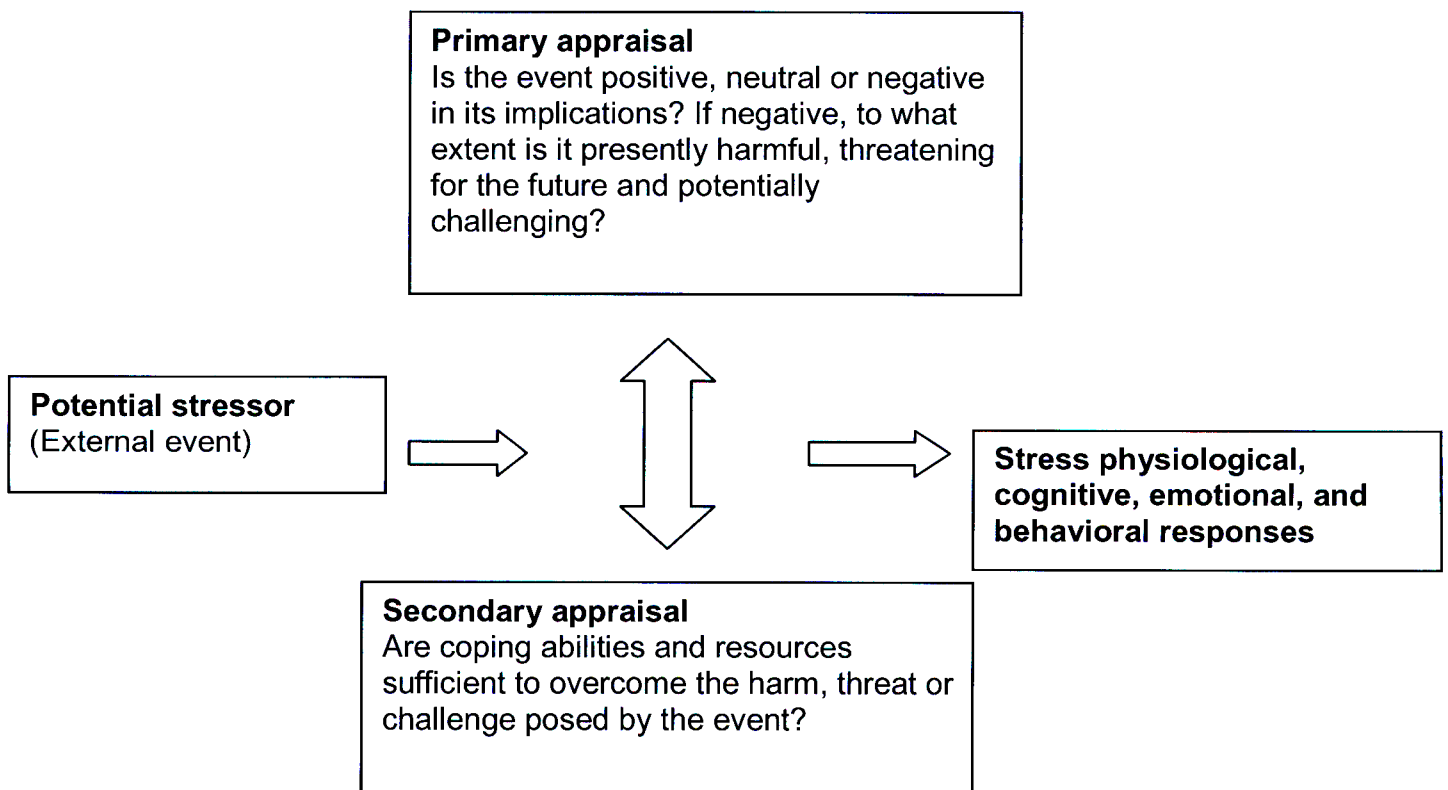 Primary appraisal
Is the event positive, neutral or negative
in its implications? If negative, to what
extent is it presently harmful, threatening
for the future and potentially
challenging?
Potential stressor
(External event)
Stress physiological,
cognitive, emotional, and
behavioral responses
Secondary appraisal
Are coping abilities and resources
sufficient to overcome the harm, threat or
challenge posed by the event?